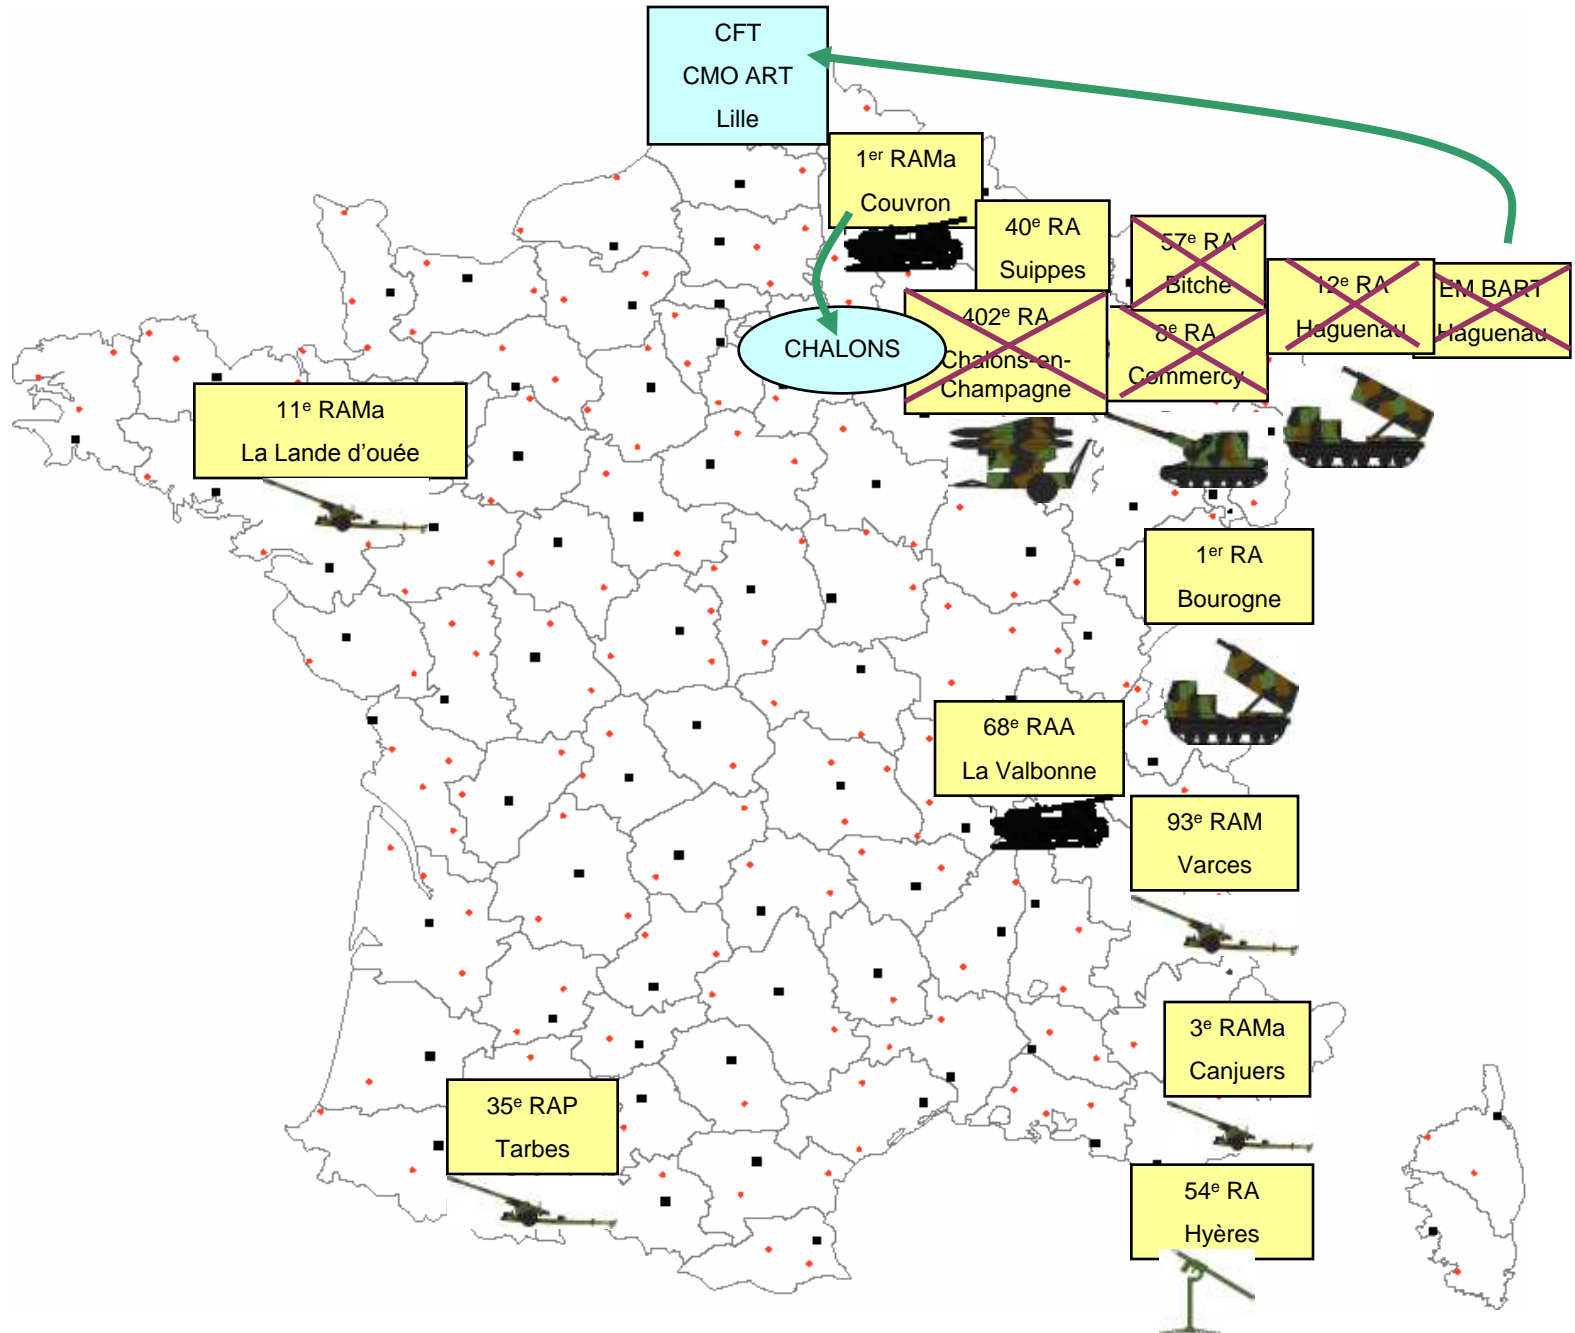 CFT
CMO ART
Lille
1er RAMa
Couvron
40e RA
Suippes
57e RA
Bitche
12e RA
Haguenau
EM BART
Haguenau
402e RA
Chalons-en-
Champagne
8e RA
Commercy
CHALONS
11e RAMa
La Lande d’ouée
1er RA
Bourogne
68e RAA
La Valbonne
93e RAM
Varces
3e RAMa
Canjuers
35e RAP
Tarbes
54e RA
Hyères